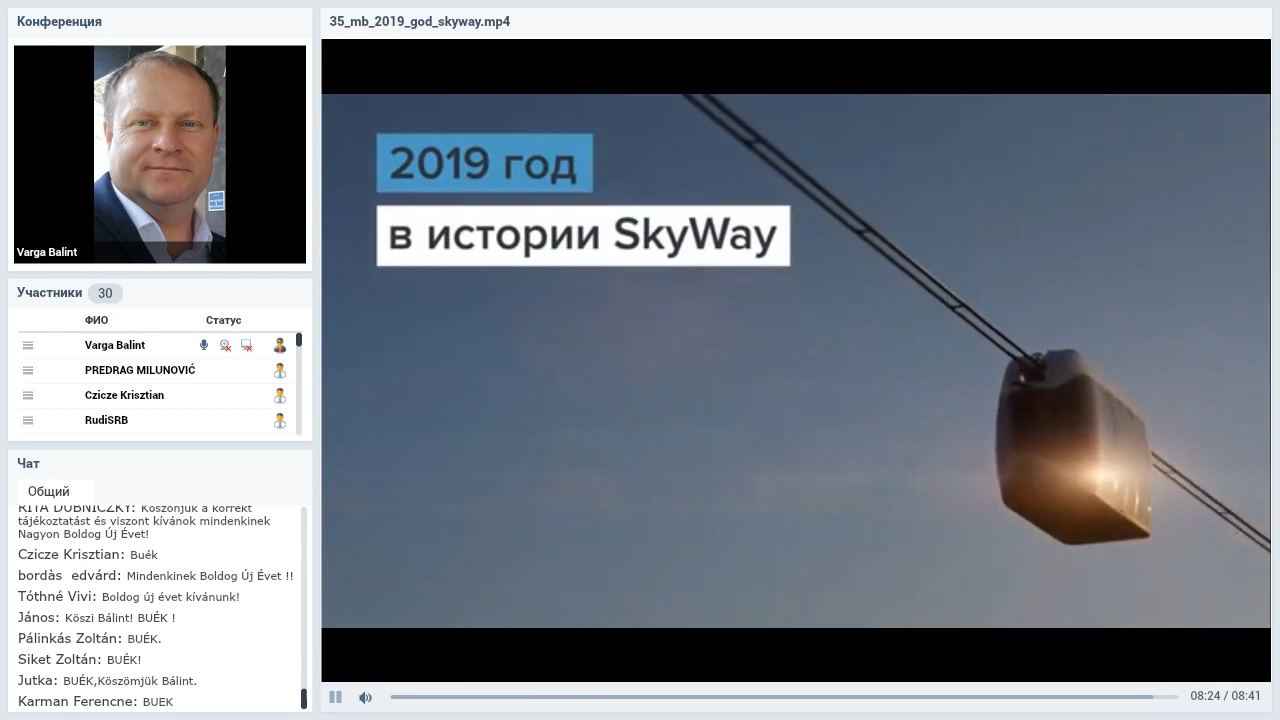 Конференция
Varga Balint
Участники 30
ФИО Статус
Varga Balint
PREDRAG MILUNOVIĆ
Czicze Krisztian
RudiSRB
Чат
Общий
RITA DUBNICZKY: Köszönjük a korrekt
tájékoztatást és viszont kívánok mindenkinek
Nagyon Boldog Új Évet!
Czicze Krisztian: Buék
bordàs edvárd: Mindenkinek Boldog Új Évet !!
Tóthné Vivi: Boldog új évet kívánunk!
János: Köszi Bálint! BUÉK !
Pálinkás Zoltán: BUÉK.
Siket Zoltán: BUÉK!
Jutka: BUÉK,Köszömjük Bálint.
Karman Ferencne: BUEK
35_mb_2019_god_skyway.mp4
2019 год
в истории SkyWay
08:24 / 08:41